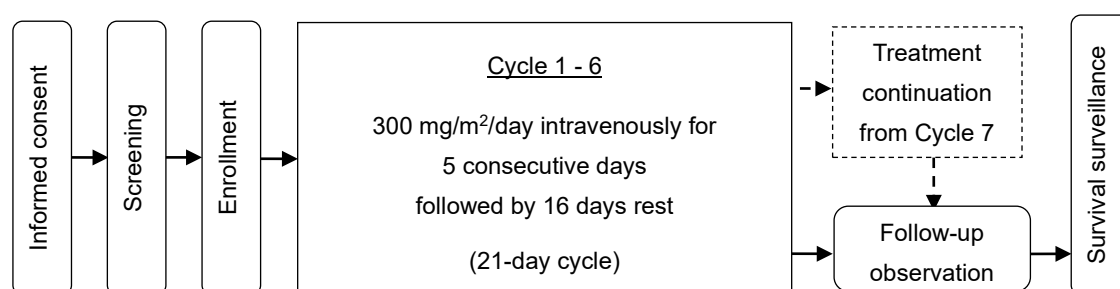 Informed consent
Screening
Enrollment
Cycle 1 - 6
300 mg/m²/day intravenously for
5 consecutive days
followed by 16 days rest
(21-day cycle)
Treatment
continuation
from Cycle 7
Follow-up
observation
Survival surveillance